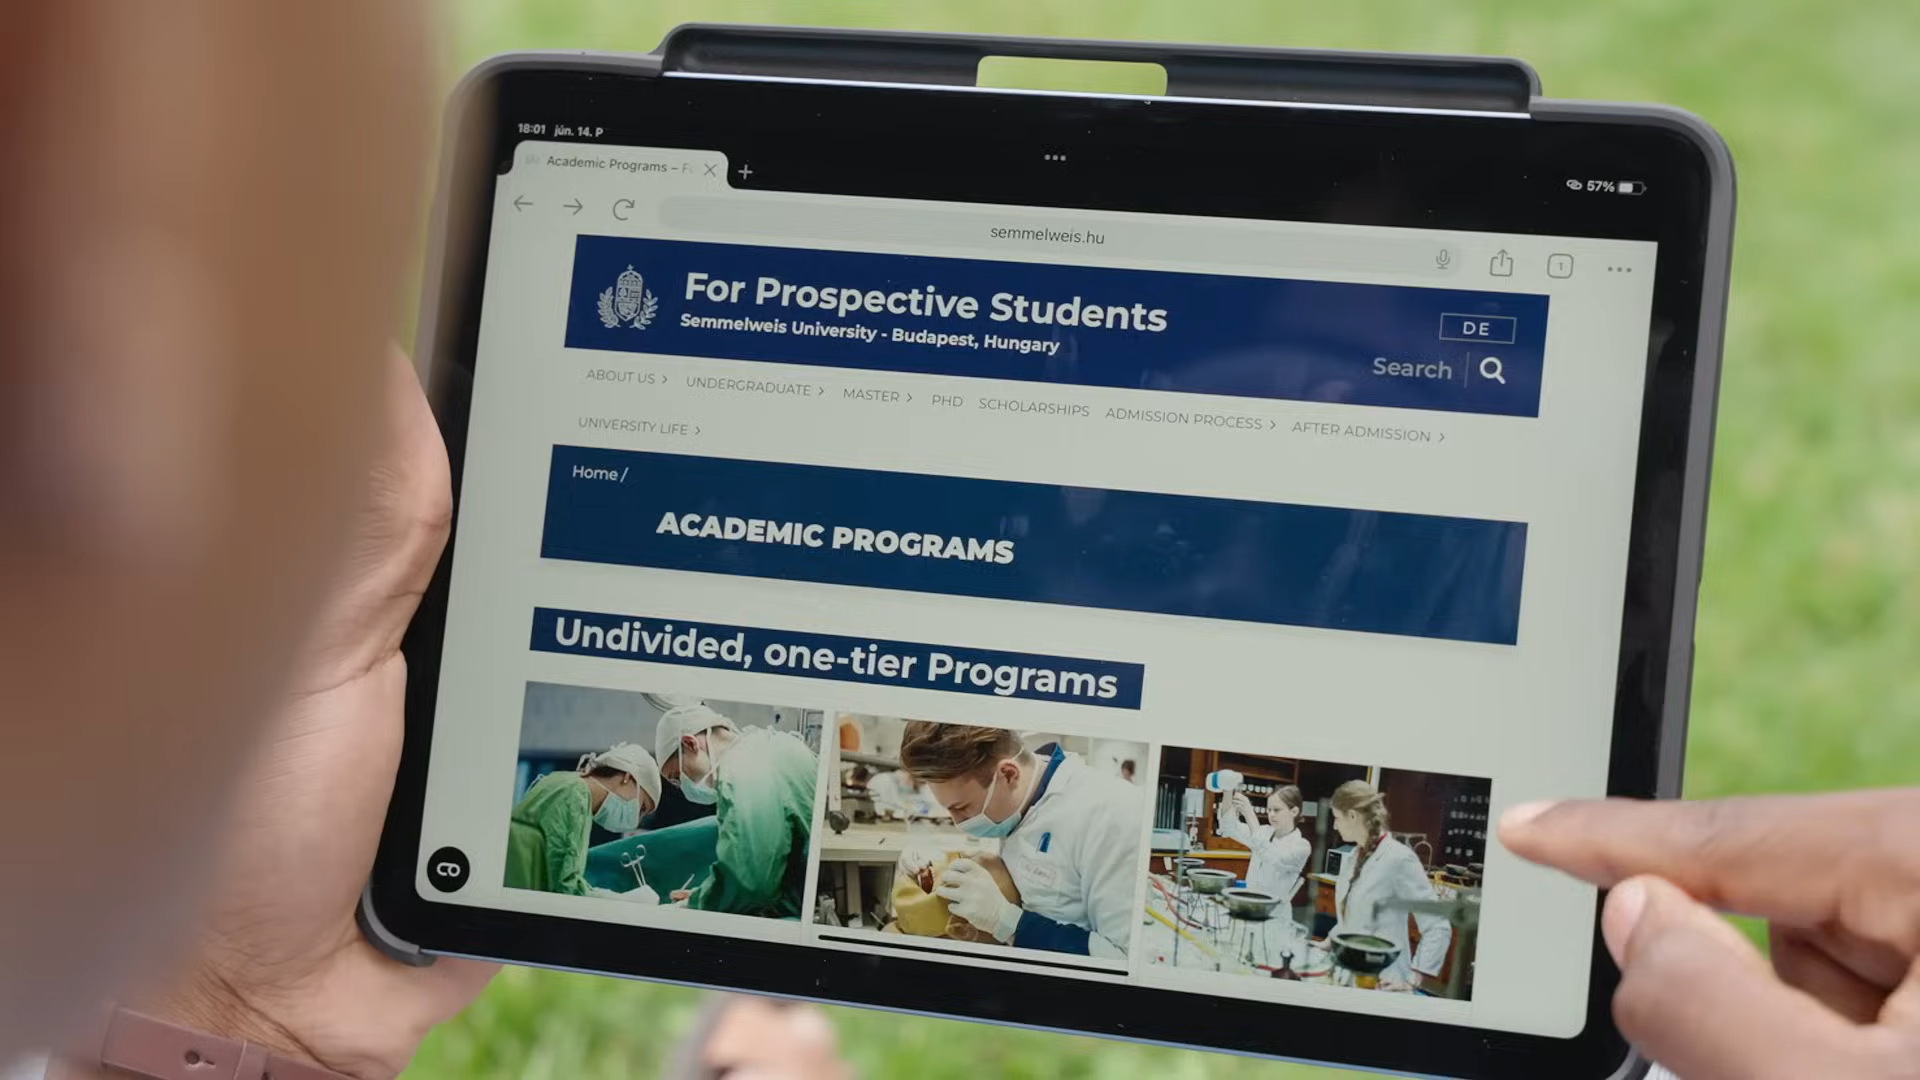 18:01 jún. 14. P
57%
Academic Programs –
semmelweis.hu
1
For Prospective Students
Semmelweis University - Budapest, Hungary
DE
Search
ABOUT US > UNDERGRADUATE > MASTER > PHD SCHOLARSHIPS ADMISSION PROCESS > AFTER ADMISSION >
UNIVERSITY LIFE >
Home /
ACADEMIC PROGRAMS
Undivided, one-tier Programs